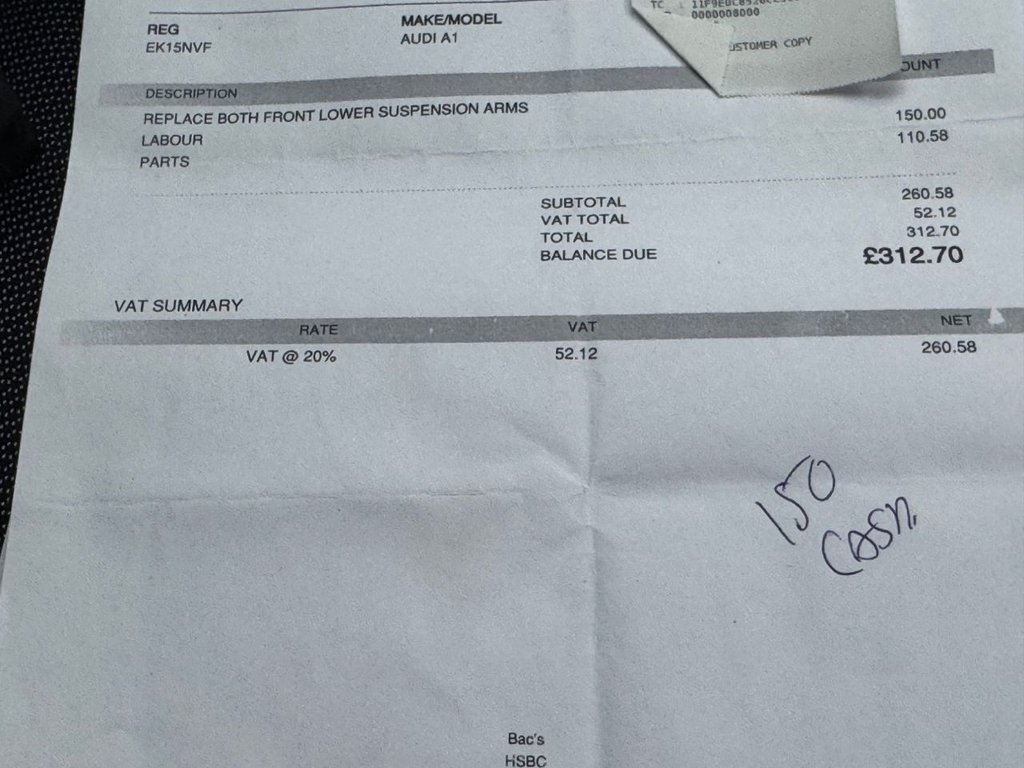 0000008000
CUSTOMER COPY
REG
MAKE/MODEL
EK15NVF
AUDI A1
DESCRIPTION
OUNT
REPLACE BOTH FRONT LOWER SUSPENSION ARMS
LABOUR 150.00
PARTS 110.58
SUBTOTAL 260.58
VAT TOTAL 52.12
TOTAL 312.70
BALANCE DUE £312.70
VAT SUMMARY
RATE VAT NET
VAT @ 20% 52.12 260.58
150
CASH.
Bac's
HSBC